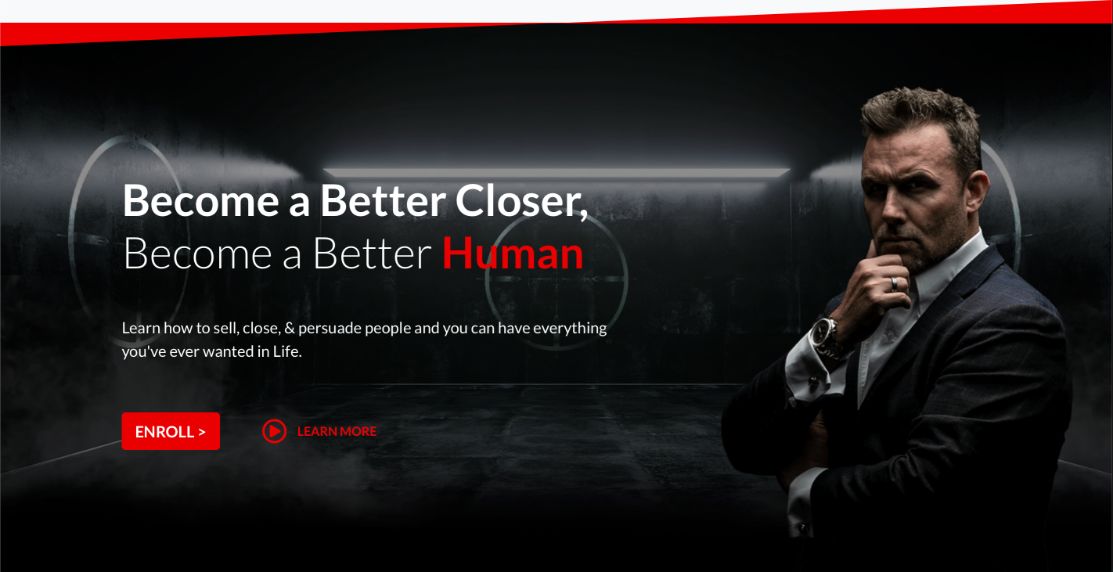 Become a Better Closer,
Become a Better Human
Learn how to sell, close, & persuade people and you can have everything
you've ever wanted in Life.
ENROLL >
LEARN MORE